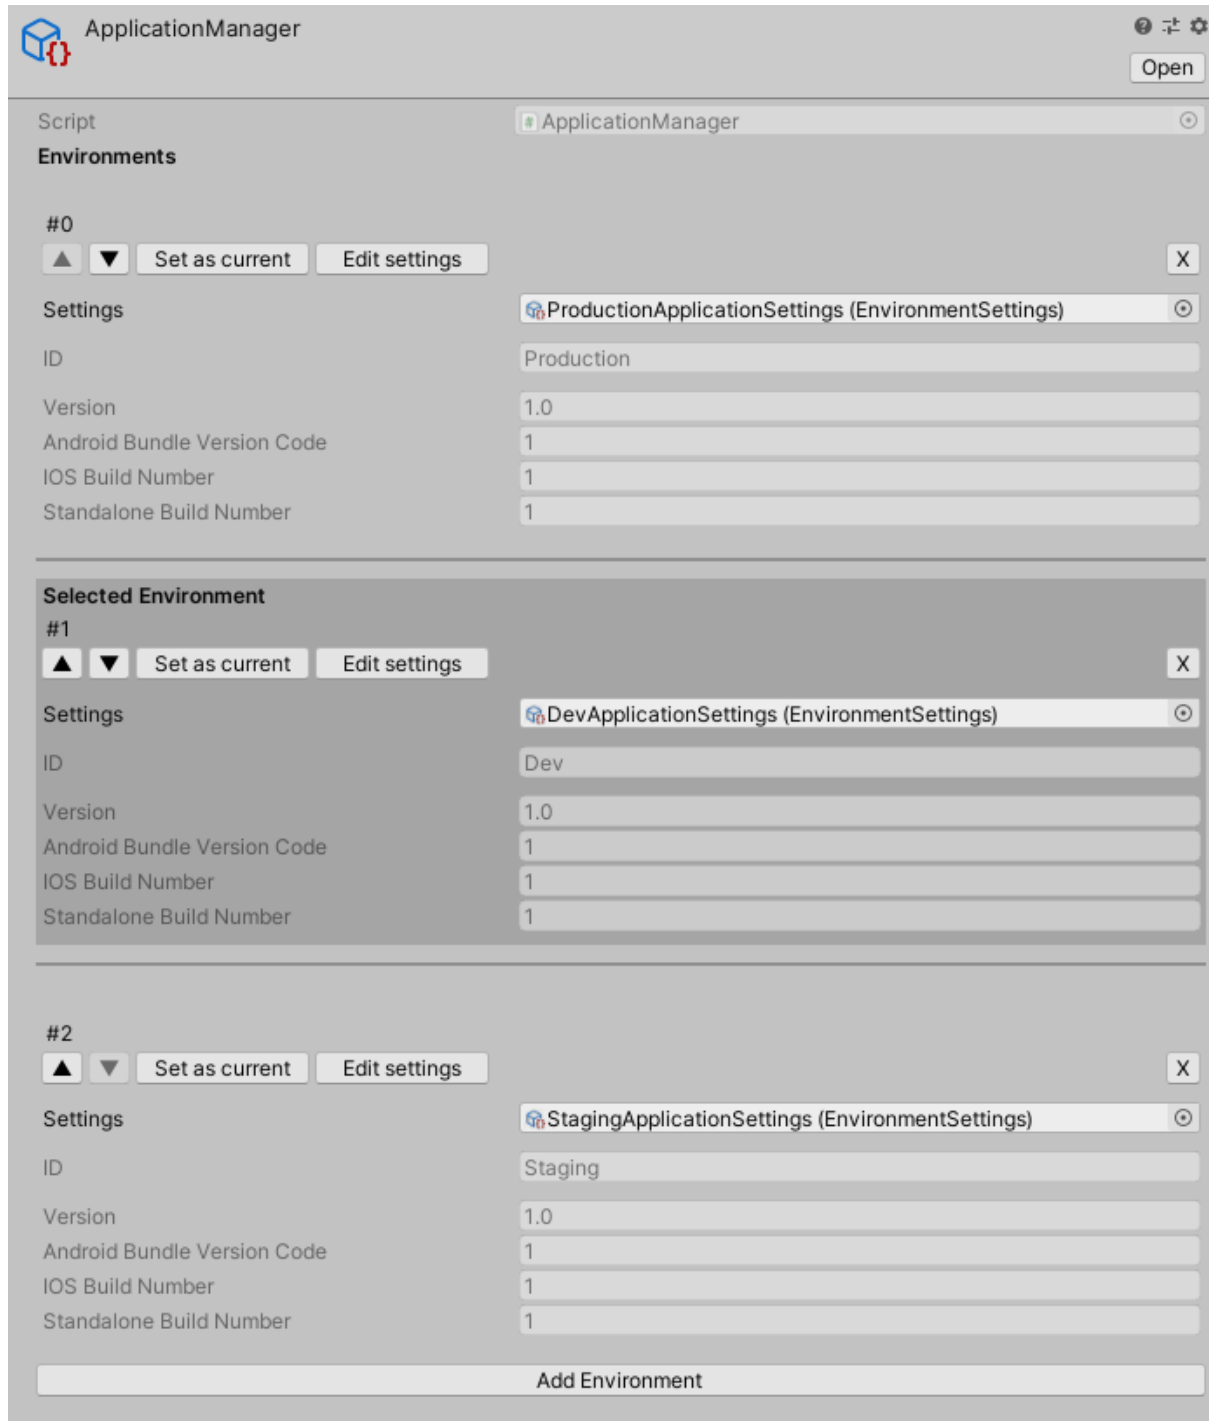 ApplicationManager
Open
Script ApplicationManager
Environments
#0
▲ ▼ Set as current Edit settings X
Settings ProductionApplicationSettings (EnvironmentSettings)
ID Production
Version 1.0
Android Bundle Version Code 1
IOS Build Number 1
Standalone Build Number 1
Selected Environment
#1
▲ ▼ Set as current Edit settings X
Settings DevApplicationSettings (EnvironmentSettings)
ID Dev
Version 1.0
Android Bundle Version Code 1
IOS Build Number 1
Standalone Build Number 1
#2
▲ ▼ Set as current Edit settings X
Settings StagingApplicationSettings (EnvironmentSettings)
ID Staging
Version 1.0
Android Bundle Version Code 1
IOS Build Number 1
Standalone Build Number 1
Add Environment